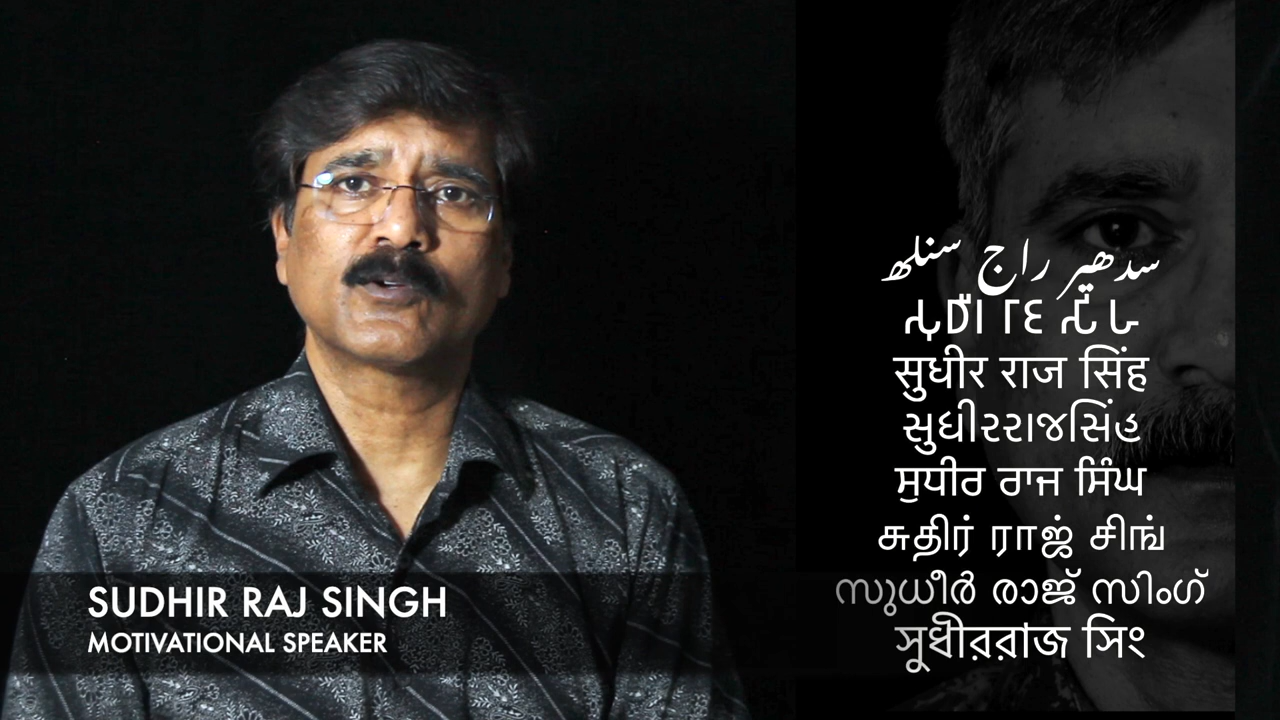 SUDHIR RAJ SINGH
MOTIVATIONAL SPEAKER
سدھیر راج سنلھ
सुधीर राज सिंह
સુધીરરાજસિંહ
ਸੁਧੀਰ ਰਾਜ ਸਿੰਘ
சுதிர் ராஜ் சிங்
സുധീർ രാജ് സിംഗ്
সুধীররাজ সিং